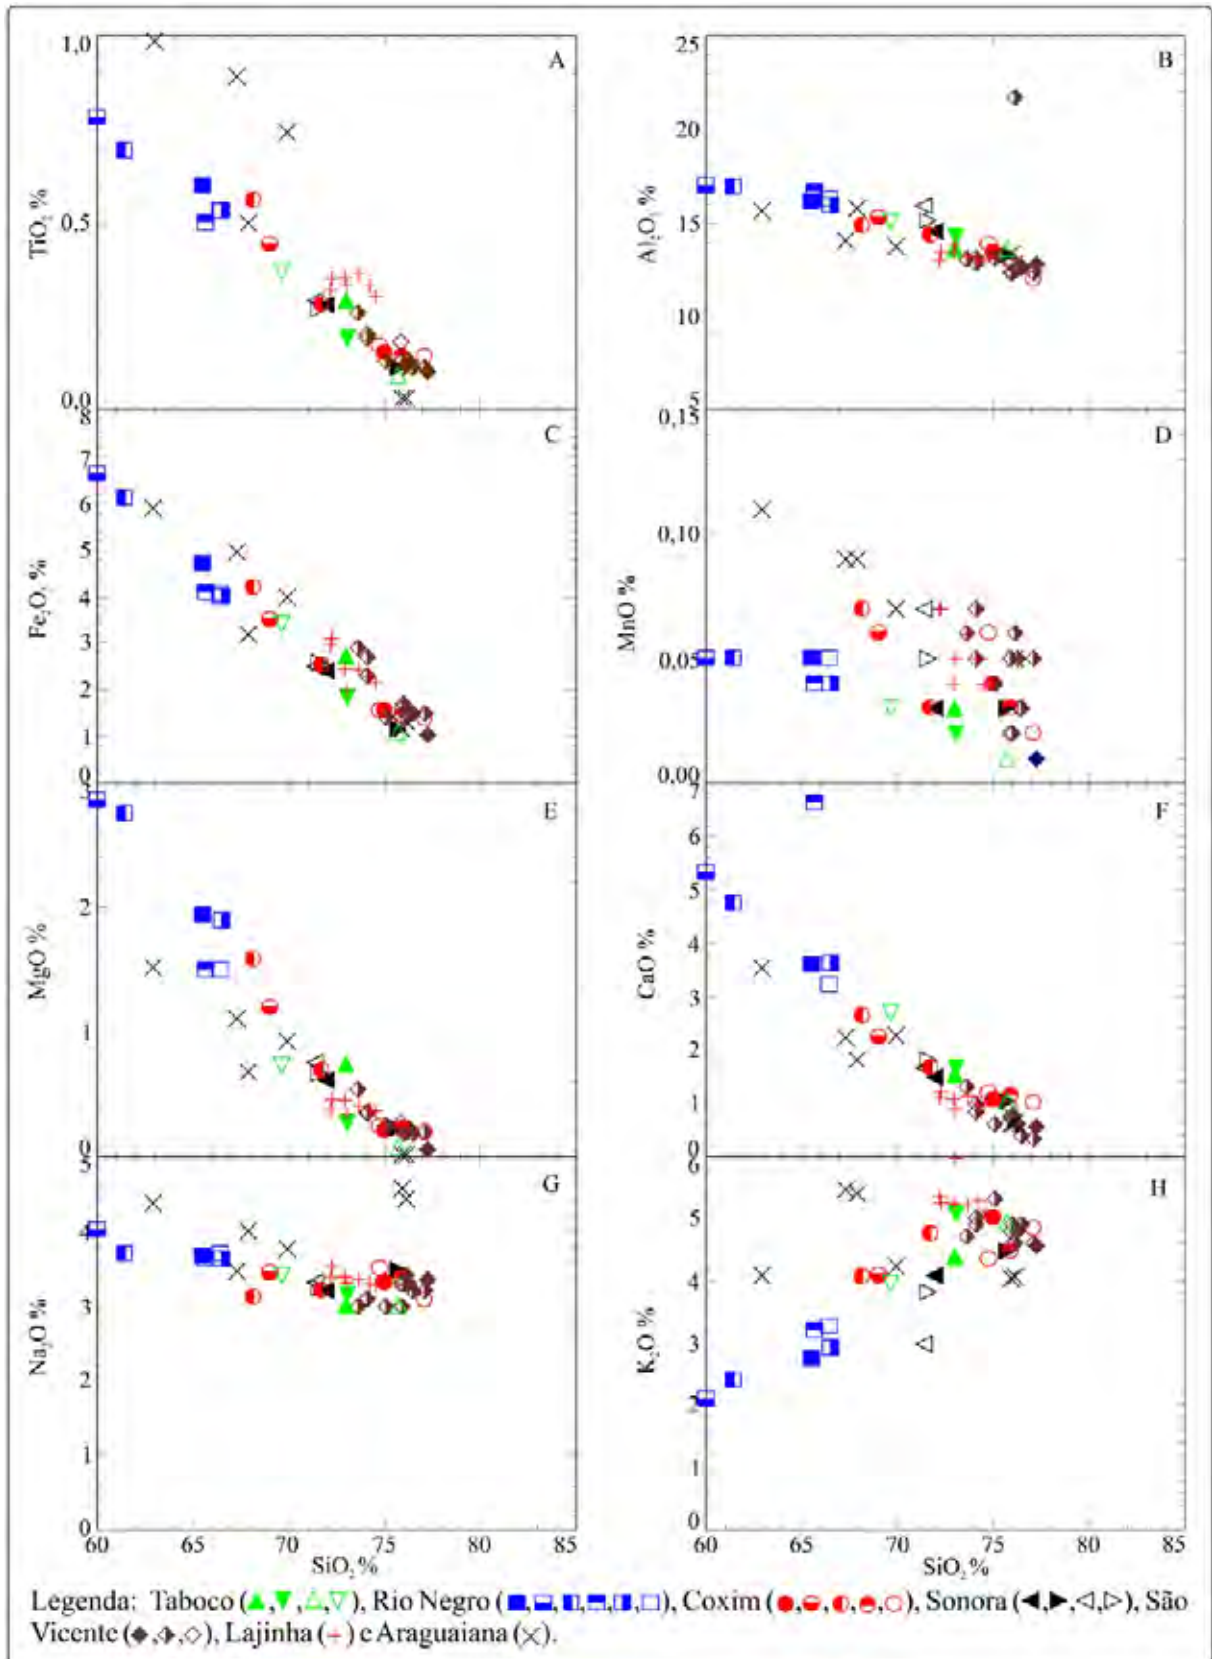 1,0
A
0,5
TiO2 %
0,0
25
B
20
15
Al2O3 %
10
5
8
C
7
6
5
4
Fe2O3 %
3
2
1
0
0,15
D
0,10
MnO %
0,05
0,00
3
E
2
MgO %
1
0
7
F
6
5
4
CaO %
3
2
1
0
5
G
4
3
Na2O %
2
1
0
60 65 70 75 80 85
SiO2 %
6
H
5
4
3
K2O %
2
1
0
60 65 70 75 80 85
SiO2 %
Legenda: Taboco (▲,▼,△,▽), Rio Negro (■,⬓,◧,⬒,◨,□), Coxim (●,◒,◐,◓,○), Sonora (◀,▶,◁,▷), São
Vicente (◆,⬗,◇), Lajinha (+) e Araguaiana (×).